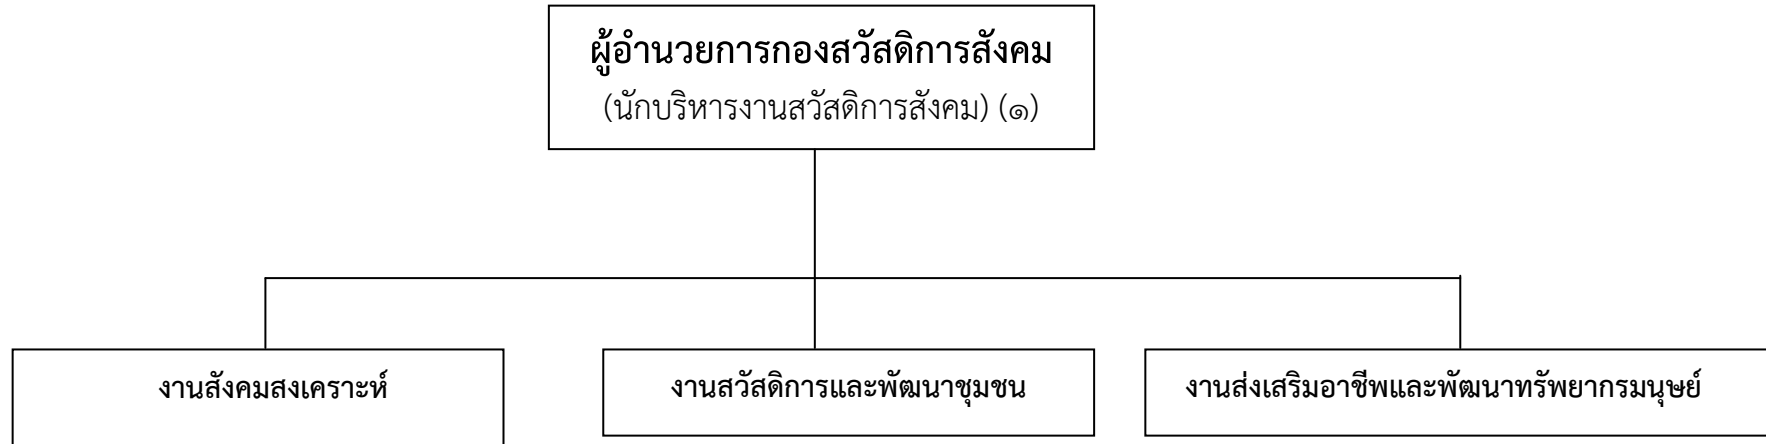 ผู้อำนวยการกองสวัสดิการสังคม
(นักบริหารงานสวัสดิการสังคม) (๑)
งานสังคมสงเคราะห์
งานสวัสดิการและพัฒนาชุมชน
งานส่งเสริมอาชีพและพัฒนาทรัพยากรมนุษย์